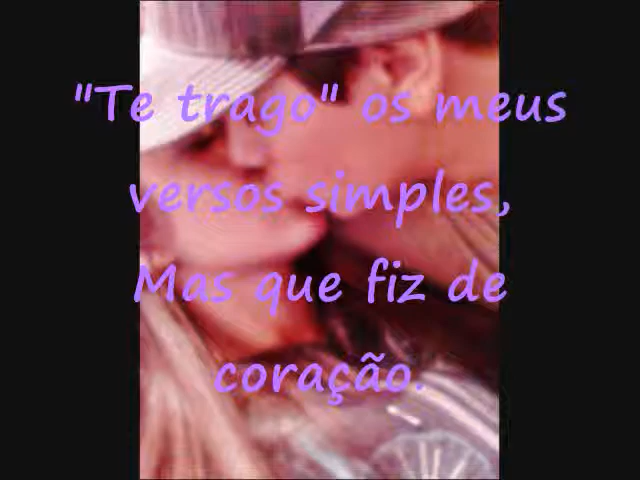 "Te trago" os meus
versos simples,
Mas que fiz de
coração.